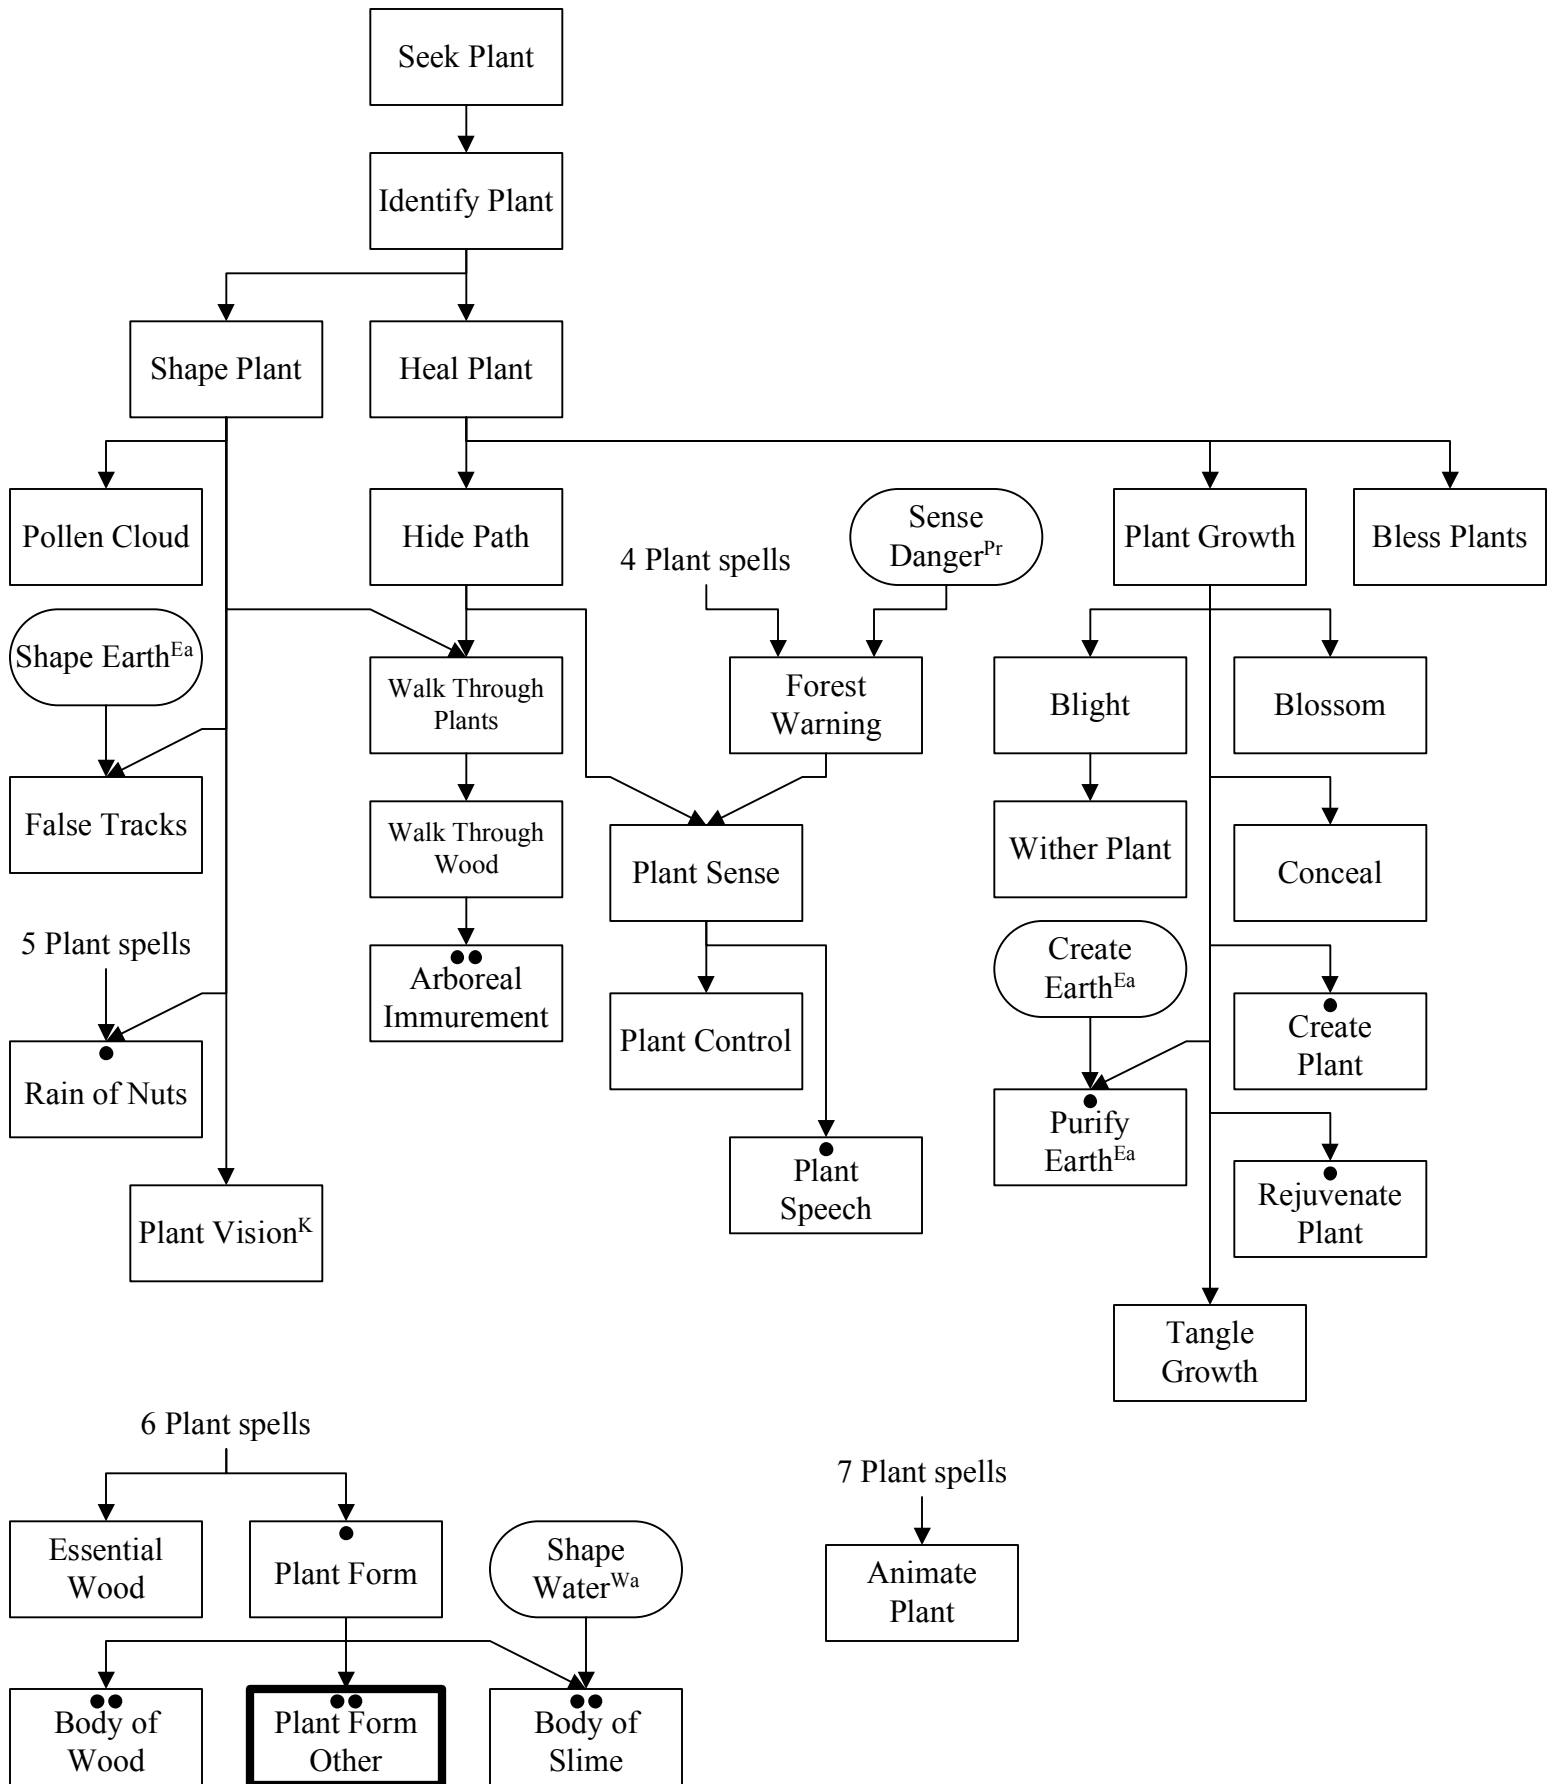 Seek Plant
Identify Plant
Shape Plant
Heal Plant
Pollen Cloud
Hide Path
4 Plant spells
Sense
Danger^Pr
Plant Growth
Bless Plants
Shape Earth^Ea
Walk Through
Plants
Forest
Warning
Blight
Blossom
False Tracks
Walk Through
Wood
Plant Sense
Wither Plant
Conceal
5 Plant spells
Arboreal
Immurement
Create
Earth^Ea
Plant Control
Create
Plant
Rain of Nuts
Purify
Earth^Ea
Plant
Speech
Rejuvenate
Plant
Plant Vision^K
Tangle
Growth
6 Plant spells
7 Plant spells
Essential
Wood
Plant Form
Shape
Water^Wa
Animate
Plant
Body of
Wood
Plant Form
Other
Body of
Slime